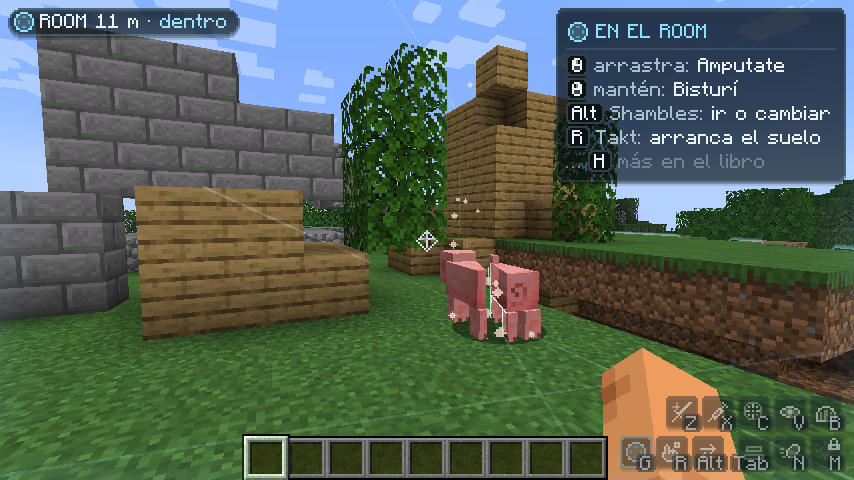 ROOM 11 m · dentro
EN EL ROOM
arrastra: Amputate
mantén: Bisturí
Alt Shambles: ir o cambiar
R Takt: arranca el suelo
H más en el libro
Z X C V B
G R Alt Tab N M